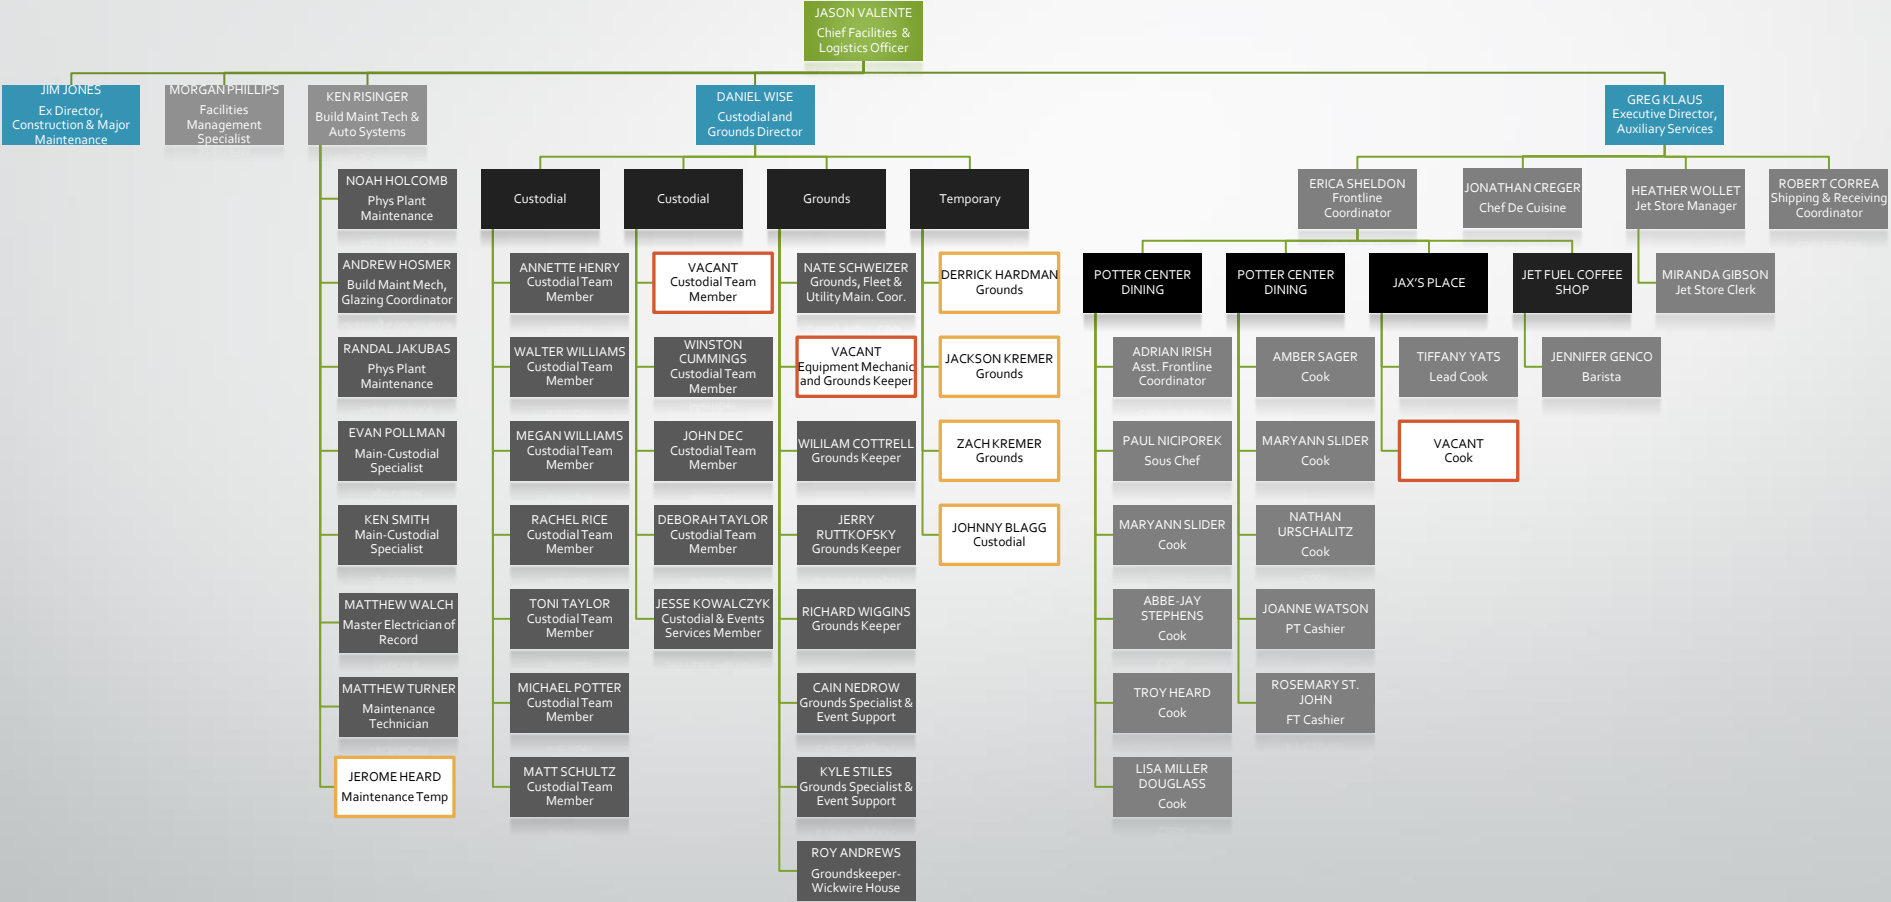 JASON VALENTE
Chief Facilities &
Logistics Officer
JIM JONES
Ex Director,
Construction & Major
Maintenance
MORGAN PHILLIPS
Facilities
Management
Specialist
KEN RISINGER
Build Maint Tech &
Auto Systems
DANIEL WISE
Custodial and
Grounds Director
GREG KLAUS
Executive Director,
Auxiliary Services
NOAH HOLCOMB
Phys Plant
Maintenance
ANDREW HOSMER
Build Maint Mech,
Glazing Coordinator
RANDAL JAKUBAS
Phys Plant
Maintenance
EVAN POLLMAN
Main-Custodial
Specialist
KEN SMITH
Main-Custodial
Specialist
MATTHEW WALCH
Master Electrician of
Record
MATTHEW TURNER
Maintenance
Technician
JEROME HEARD
Maintenance Temp
Custodial
ANNETTE HENRY
Custodial Team
Member
WALTER WILLIAMS
Custodial Team
Member
MEGAN WILLIAMS
Custodial Team
Member
RACHEL RICE
Custodial Team
Member
TONI TAYLOR
Custodial Team
Member
MICHAEL POTTER
Custodial Team
Member
MATT SCHULTZ
Custodial Team
Member
Custodial
VACANT
Custodial Team
Member
WINSTON
CUMMINGS
Custodial Team
Member
JOHN DEC
Custodial Team
Member
DEBORAH TAYLOR
Custodial Team
Member
JESSE KOWALCZYK
Custodial & Events
Services Member
Grounds
NATE SCHWEIZER
Grounds, Fleet &
Utility Main. Coor.
VACANT
Equipment Mechanic
and Grounds Keeper
WILILAM COTTRELL
Grounds Keeper
JERRY
RUTTKOFSKY
Grounds Keeper
RICHARD WIGGINS
Grounds Keeper
CAIN NEDROW
Grounds Specialist &
Event Support
KYLE STILES
Grounds Specialist &
Event Support
ROY ANDREWS
Groundskeeper-
Wickwire House
Temporary
DERRICK HARDMAN
Grounds
JACKSON KREMER
Grounds
ZACH KREMER
Grounds
JOHNNY BLAGG
Custodial
ERICA SHELDON
Frontline
Coordinator
JONATHAN CREGER
Chef De Cuisine
HEATHER WOLLET
Jet Store Manager
ROBERT CORREA
Shipping & Receiving
Coordinator
POTTER CENTER
DINING
ADRIAN IRISH
Asst. Frontline
Coordinator
PAUL NICIPOREK
Sous Chef
MARYANN SLIDER
Cook
ABBE-JAY
STEPHENS
Cook
TROY HEARD
Cook
LISA MILLER
DOUGLASS
Cook
POTTER CENTER
DINING
AMBER SAGER
Cook
MARYANN SLIDER
Cook
NATHAN
URSCHALITZ
Cook
JOANNE WATSON
PT Cashier
ROSEMARY ST.
JOHN
FT Cashier
JAX'S PLACE
TIFFANY YATS
Lead Cook
VACANT
Cook
JET FUEL COFFEE
SHOP
JENNIFER GENCO
Barista
MIRANDA GIBSON
Jet Store Clerk